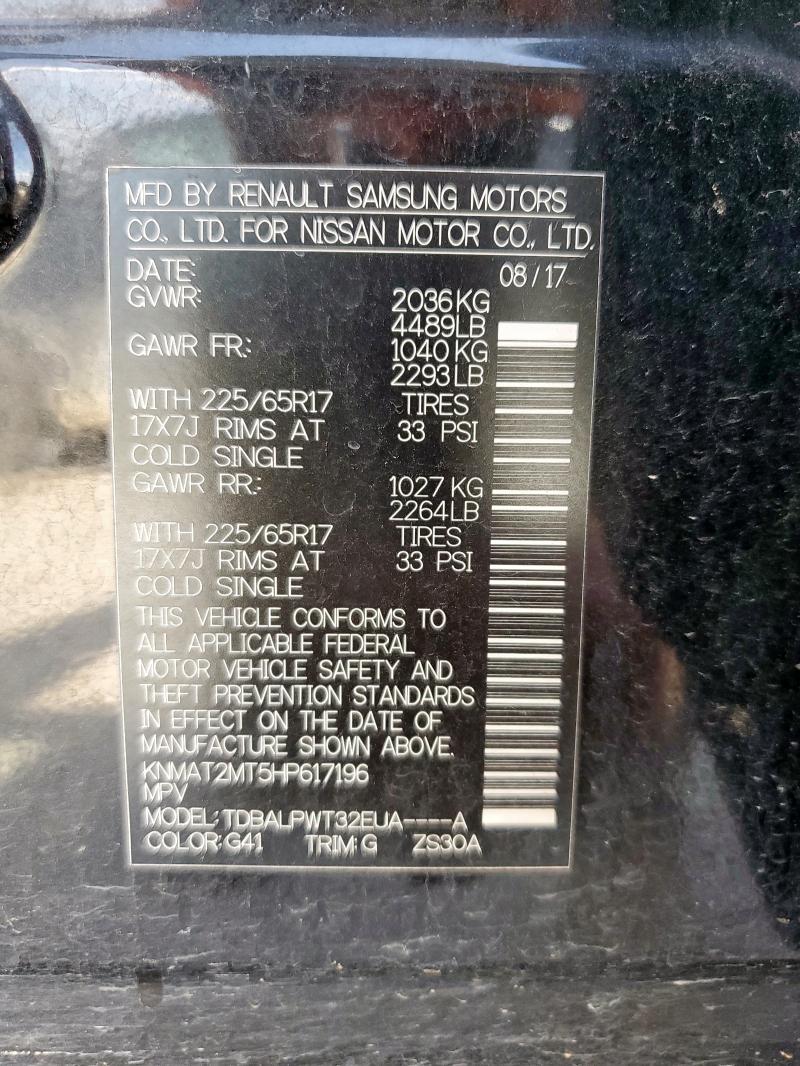 MFD BY RENAULT SAMSUNG MOTORS
CO., LTD. FOR NISSAN MOTOR CO., LTD.
DATE: 08/17
GVWR: 2036KG
4489LB
GAWR FR: 1040KG
2293LB
WITH 225/65R17 TIRES
17X7J RIMS AT 33 PSI
COLD SINGLE
GAWR RR: 1027KG
2264LB
WITH 225/65R17 TIRES
17X7J RIMS AT 33 PSI
COLD SINGLE
THIS VEHICLE CONFORMS TO
ALL APPLICABLE FEDERAL
MOTOR VEHICLE SAFETY AND
THEFT PREVENTION STANDARDS
IN EFFECT ON THE DATE OF
MANUFACTURE SHOWN ABOVE.
KNMAT2MT5HP617196
MPV
MODEL:TDBALPWT32EUA----A
COLOR:G41 TRIM:G ZS30A